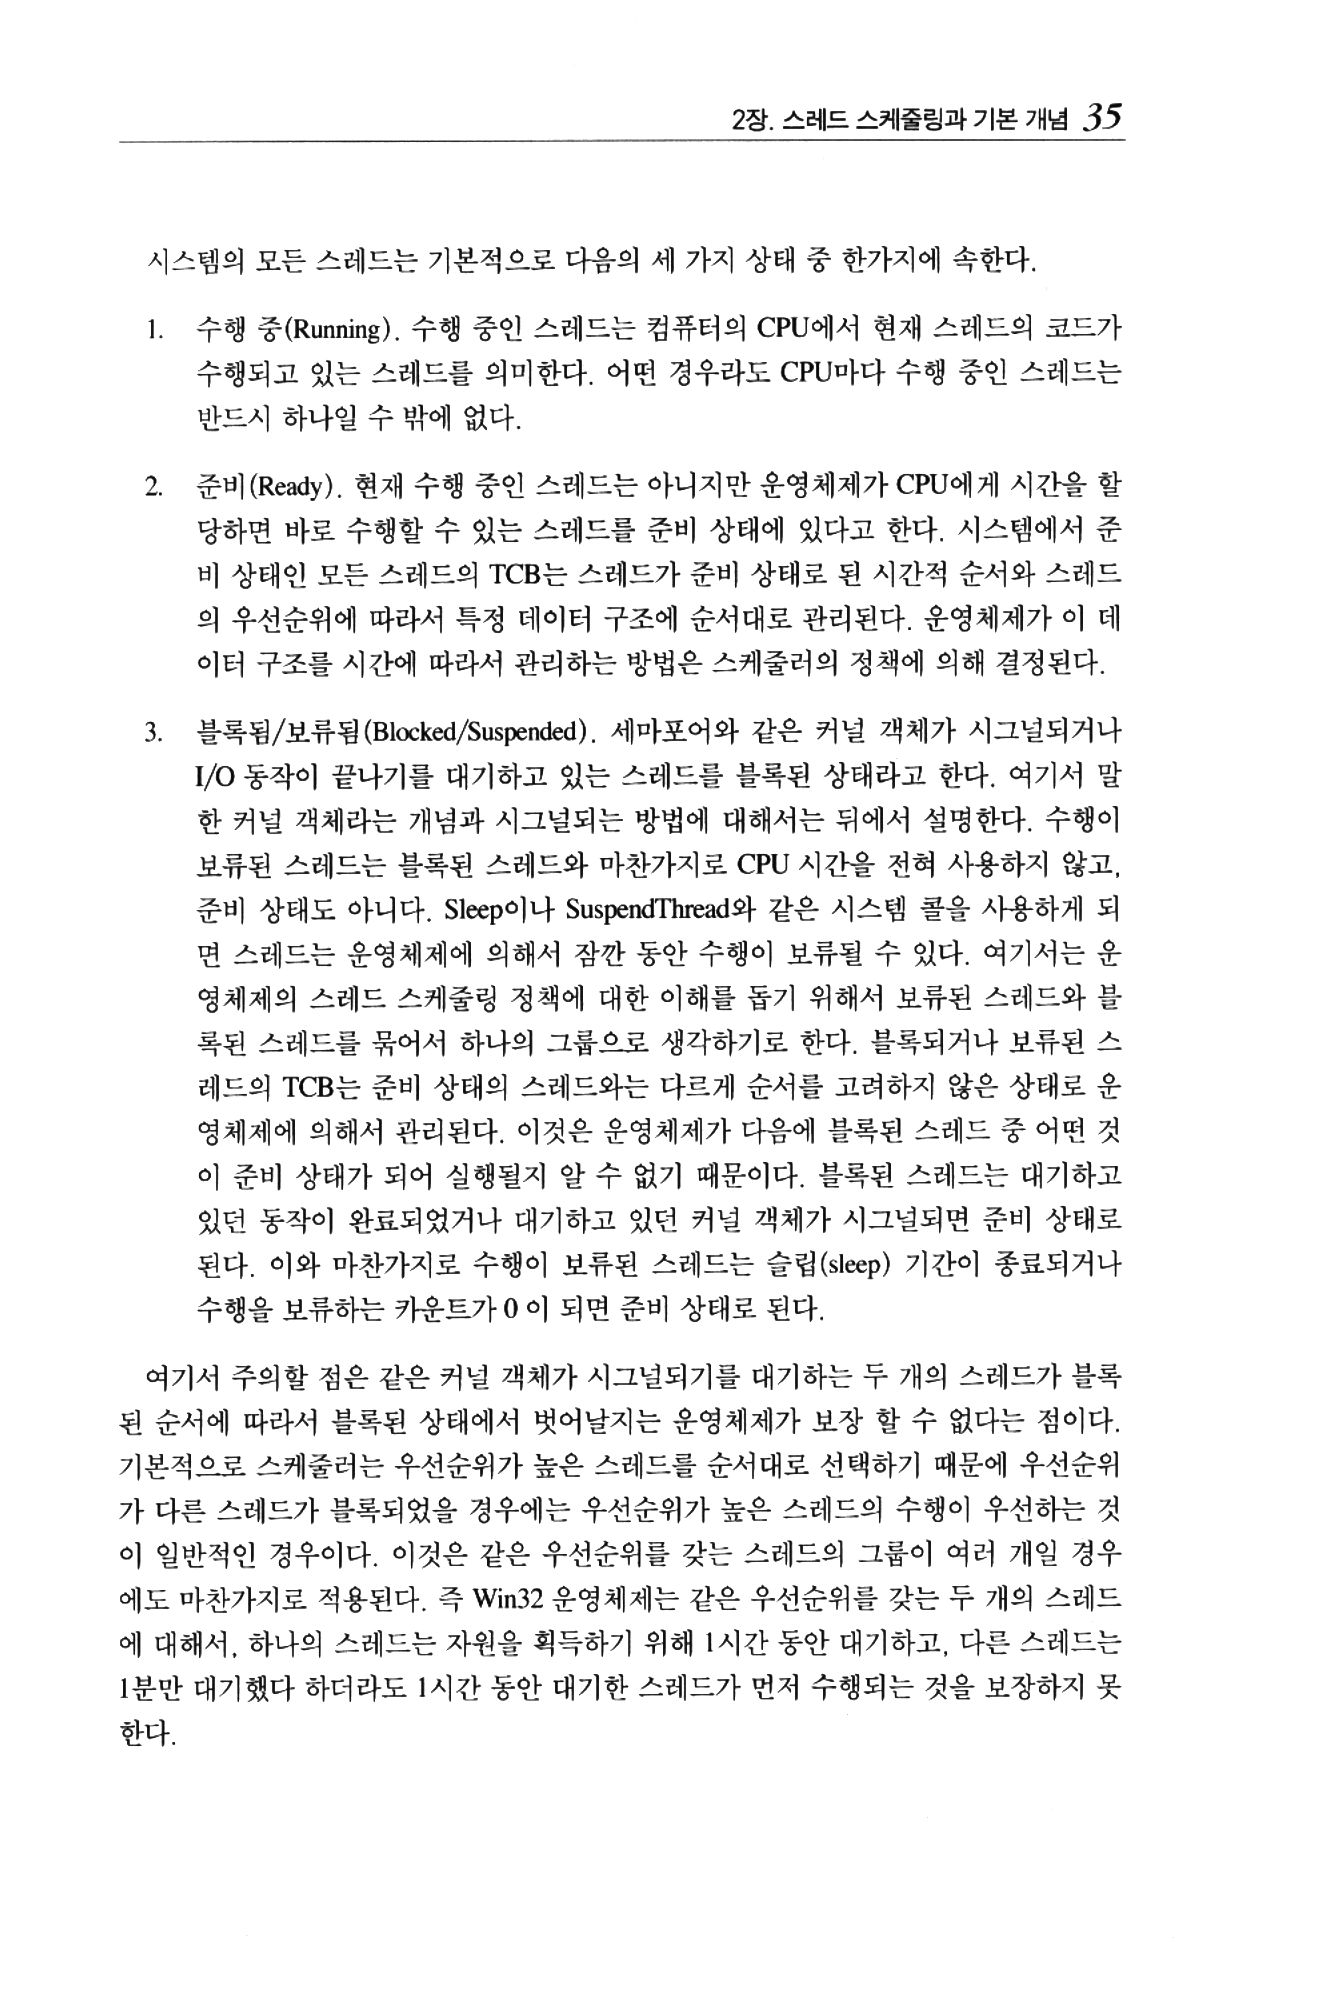 2장. 스레드 스케줄링과 기본 개념 35
시스템의 모든 스레드는 기본적으로 다음의 세 가지 상태 중 한가지에 속한다.
1. 수행 중(Running). 수행 중인 스레드는 컴퓨터의 CPU에서 현재 스레드의 코드가
수행되고 있는 스레드를 의미한다. 어떤 경우라도 CPU마다 수행 중인 스레드는
반드시 하나일 수 밖에 없다.
2. 준비(Ready). 현재 수행 중인 스레드는 아니지만 운영체제가 CPU에게 시간을 할
당하면 바로 수행할 수 있는 스레드를 준비 상태에 있다고 한다. 시스템에서 준
비 상태인 모든 스레드의 TCB는 스레드가 준비 상태로 된 시간적 순서와 스레드
의 우선순위에 따라서 특정 데이터 구조에 순서대로 관리된다. 운영체제가 이 데
이터 구조를 시간에 따라서 관리하는 방법은 스케줄러의 정책에 의해 결정된다.
3. 블록됨/보류됨(Blocked/Suspended). 세마포어와 같은 커널 객체가 시그널되거나
I/O 동작이 끝나기를 대기하고 있는 스레드를 블록된 상태라고 한다. 여기서 말
한 커널 객체라는 개념과 시그널되는 방법에 대해서는 뒤에서 설명한다. 수행이
보류된 스레드는 블록된 스레드와 마찬가지로 CPU 시간을 전혀 사용하지 않고,
준비 상태도 아니다. Sleep이나 SuspendThread와 같은 시스템 콜을 사용하게 되
면 스레드는 운영체제에 의해서 잠깐 동안 수행이 보류될 수 있다. 여기서는 운
영체제의 스레드 스케줄링 정책에 대한 이해를 돕기 위해서 보류된 스레드와 블
록된 스레드를 묶어서 하나의 그룹으로 생각하기로 한다. 블록되거나 보류된 스
레드의 TCB는 준비 상태의 스레드와는 다르게 순서를 고려하지 않은 상태로 운
영체제에 의해서 관리된다. 이것은 운영체제가 다음에 블록된 스레드 중 어떤 것
이 준비 상태가 되어 실행될지 알 수 없기 때문이다. 블록된 스레드는 대기하고
있던 동작이 완료되었거나 대기하고 있던 커널 객체가 시그널되면 준비 상태로
된다. 이와 마찬가지로 수행이 보류된 스레드는 슬립(sleep) 기간이 종료되거나
수행을 보류하는 카운트가 0 이 되면 준비 상태로 된다.
여기서 주의할 점은 같은 커널 객체가 시그널되기를 대기하는 두 개의 스레드가 블록
된 순서에 따라서 블록된 상태에서 벗어날지는 운영체제가 보장 할 수 없다는 점이다.
기본적으로 스케줄러는 우선순위가 높은 스레드를 순서대로 선택하기 때문에 우선순위
가 다른 스레드가 블록되었을 경우에는 우선순위가 높은 스레드의 수행이 우선하는 것
이 일반적인 경우이다. 이것은 같은 우선순위를 갖는 스레드의 그룹이 여러 개일 경우
에도 마찬가지로 적용된다. 즉 Win32 운영체제는 같은 우선순위를 갖는 두 개의 스레드
에 대해서, 하나의 스레드는 자원을 획득하기 위해 1시간 동안 대기하고, 다른 스레드는
1분만 대기했다 하더라도 1시간 동안 대기한 스레드가 먼저 수행되는 것을 보장하지 못
한다.